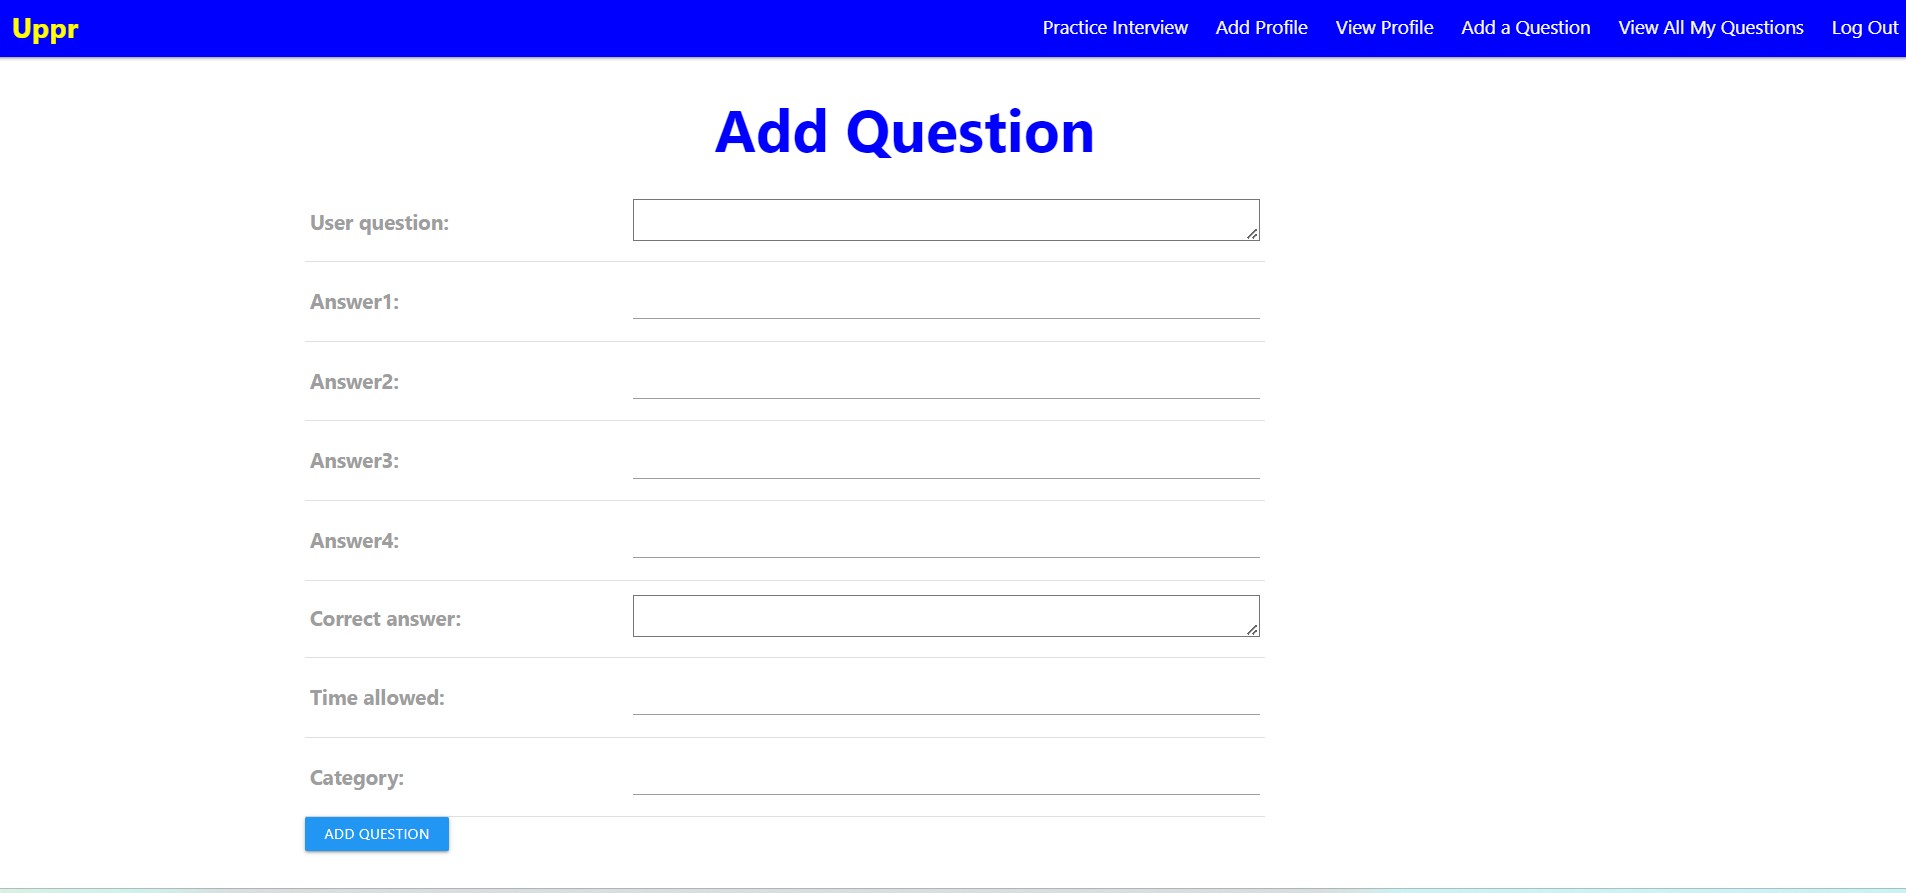 Uppr
Practice Interview Add Profile View Profile Add a Question View All My Questions Log Out
Add Question
User question:
Answer1:
Answer2:
Answer3:
Answer4:
Correct answer:
Time allowed:
Category:
ADD QUESTION